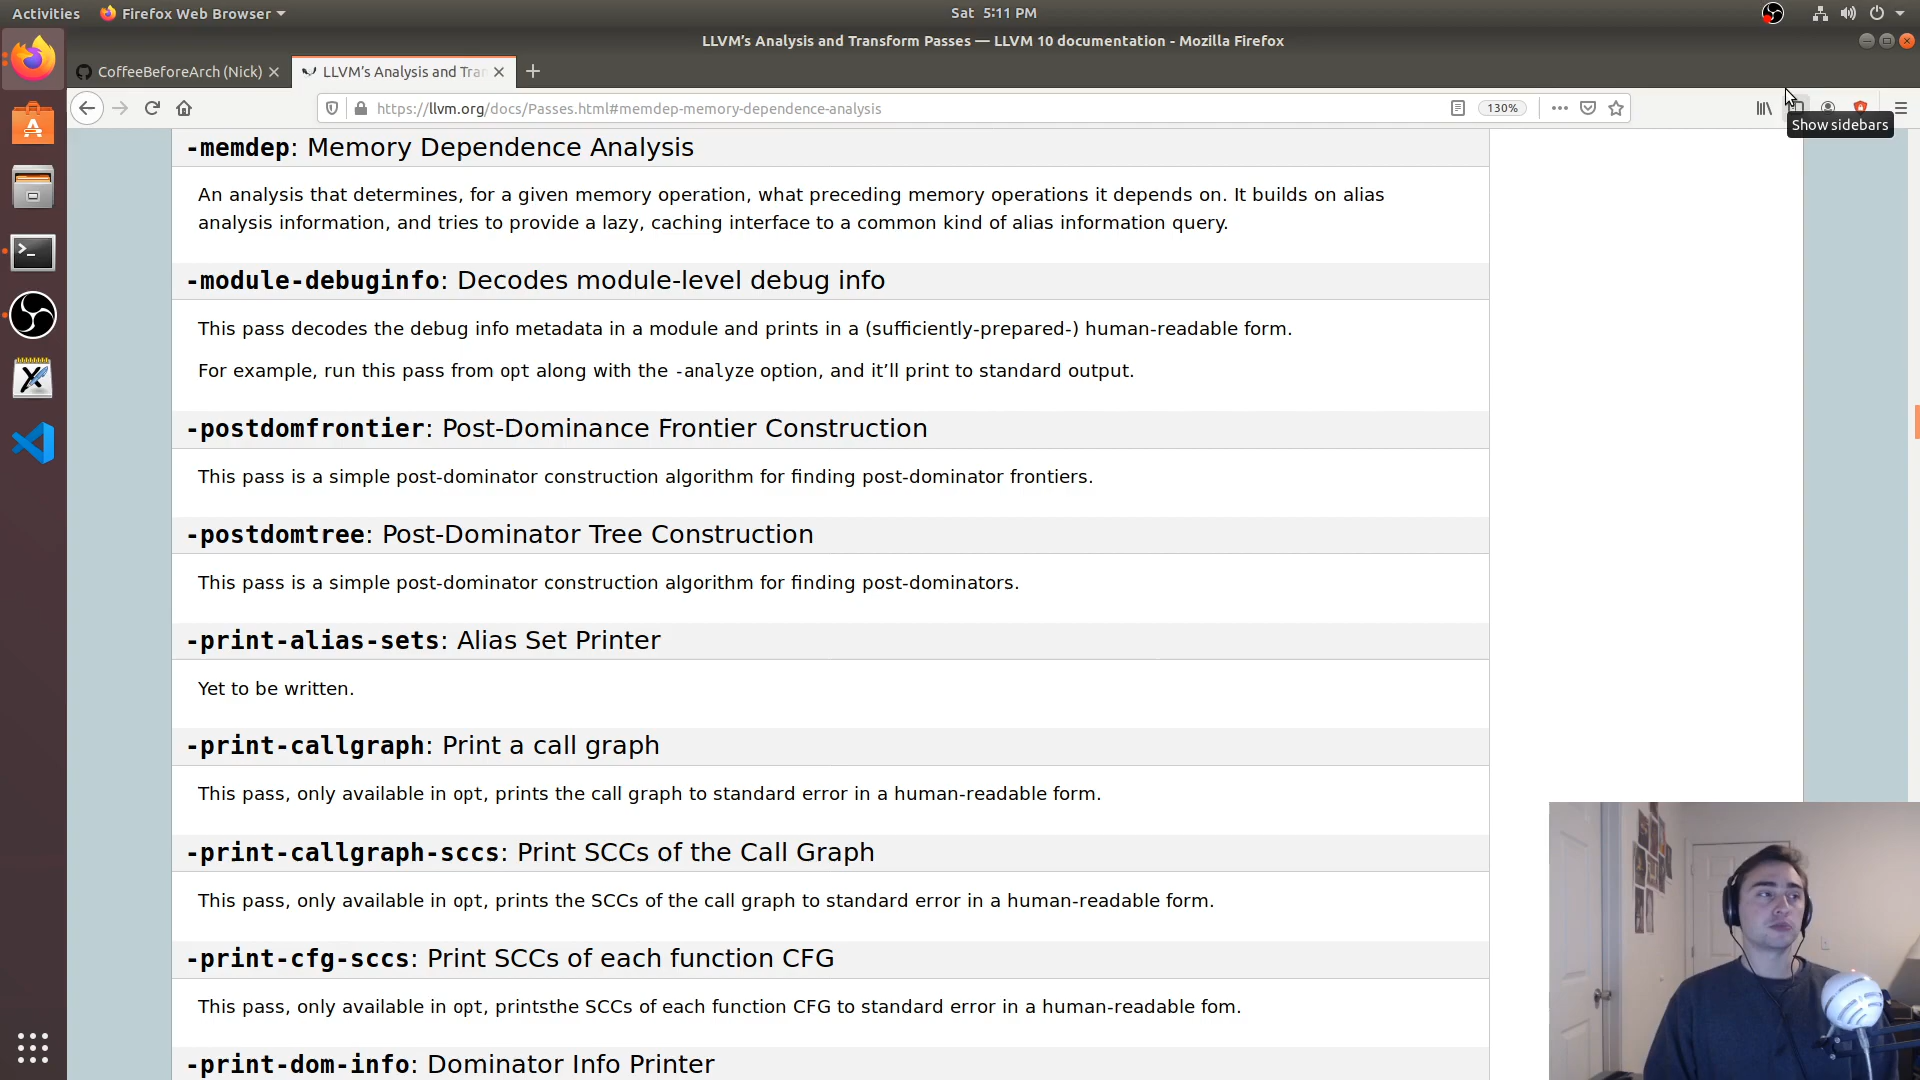 Activities
Firefox Web Browser
Sat 5:11 PM
LLVM’s Analysis and Transform Passes — LLVM 10 documentation - Mozilla Firefox
CoffeeBeforeArch (Nick)
LLVM’s Analysis and Tran
https://llvm.org/docs/Passes.html#memdep-memory-dependence-analysis
130%
Show sidebars
-memdep: Memory Dependence Analysis
An analysis that determines, for a given memory operation, what preceding memory operations it depends on. It builds on alias
analysis information, and tries to provide a lazy, caching interface to a common kind of alias information query.
-module-debuginfo: Decodes module-level debug info
This pass decodes the debug info metadata in a module and prints in a (sufficiently-prepared-) human-readable form.
For example, run this pass from opt along with the -analyze option, and it’ll print to standard output.
-postdomfrontier: Post-Dominance Frontier Construction
This pass is a simple post-dominator construction algorithm for finding post-dominator frontiers.
-postdomtree: Post-Dominator Tree Construction
This pass is a simple post-dominator construction algorithm for finding post-dominators.
-print-alias-sets: Alias Set Printer
Yet to be written.
-print-callgraph: Print a call graph
This pass, only available in opt, prints the call graph to standard error in a human-readable form.
-print-callgraph-sccs: Print SCCs of the Call Graph
This pass, only available in opt, prints the SCCs of the call graph to standard error in a human-readable form.
-print-cfg-sccs: Print SCCs of each function CFG
This pass, only available in opt, printsthe SCCs of each function CFG to standard error in a human-readable fom.
-print-dom-info: Dominator Info Printer